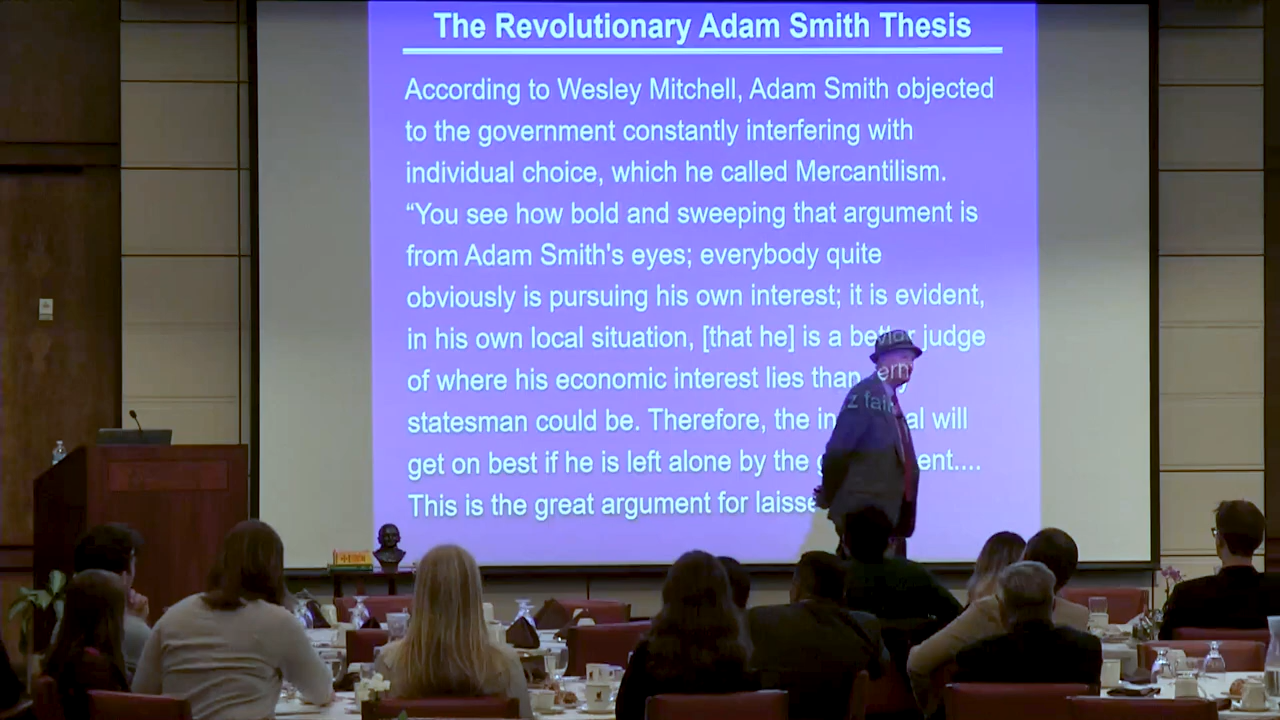 The Revolutionary Adam Smith Thesis
According to Wesley Mitchell, Adam Smith objected
to the government constantly interfering with
individual choice, which he called Mercantilism.
“You see how bold and sweeping that argument is
from Adam Smith's eyes; everybody quite
obviously is pursuing his own interest; it is evident,
in his own local situation, [that he] is a judge
of where his economic interest lies than
statesman could be. Therefore, the will
get on best if he is left alone by the
This is the great argument for